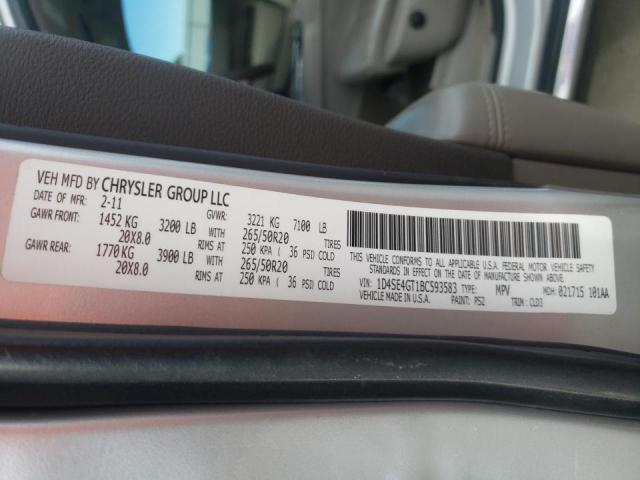 VEH MFD BY CHRYSLER GROUP LLC
DATE OF MFR: 2-11 GVWR: 3221 KG 7100 LB
GAWR FRONT: 1452 KG 3200 LB WITH 265/50R20 TIRES
20X8.0 RIMS AT 250 KPA ( 36 PSI) COLD
GAWR REAR: 1770 KG 3900 LB WITH 265/50R20 TIRES
20X8.0 RIMS AT 250 KPA ( 36 PSI) COLD
THIS VEHICLE CONFORMS TO ALL APPLICABLE U.S.A. FEDERAL MOTOR VEHICLE
SAFETY STANDARDS IN EFFECT ON THE DATE OF MANUFACTURE SHOWN ABOVE.
VIN: 1D4SE4GT1BC593583 TYPE: MPV MDH: 021715 101AA
VEHICLE MADE IN U.S.A. PAINT: PS2 TRIM: CLD3